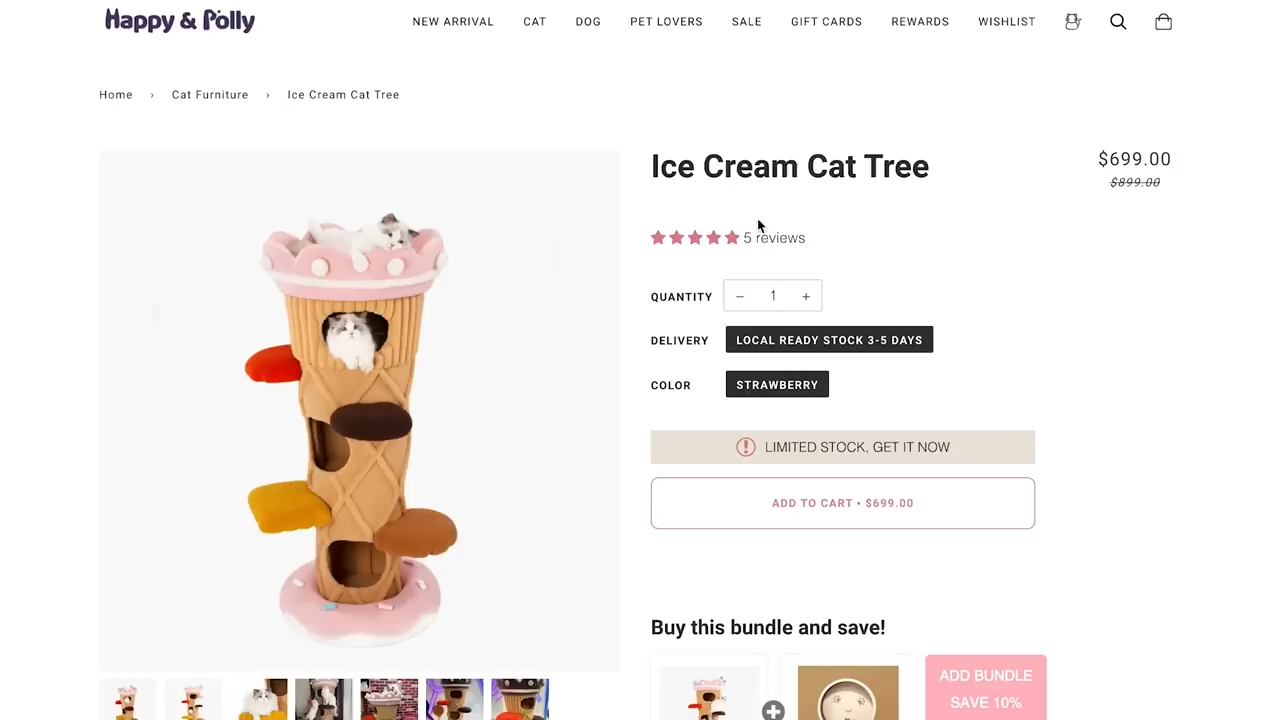 Happy & Polly
NEW ARRIVAL CAT DOG PET LOVERS SALE GIFT CARDS REWARDS WISHLIST
Home › Cat Furniture › Ice Cream Cat Tree
Ice Cream Cat Tree
$699.00
$899.00
5 reviews
QUANTITY − 1 +
DELIVERY LOCAL READY STOCK 3-5 DAYS
COLOR STRAWBERRY
LIMITED STOCK, GET IT NOW
ADD TO CART • $699.00
Buy this bundle and save!
ADD BUNDLE
SAVE 10%